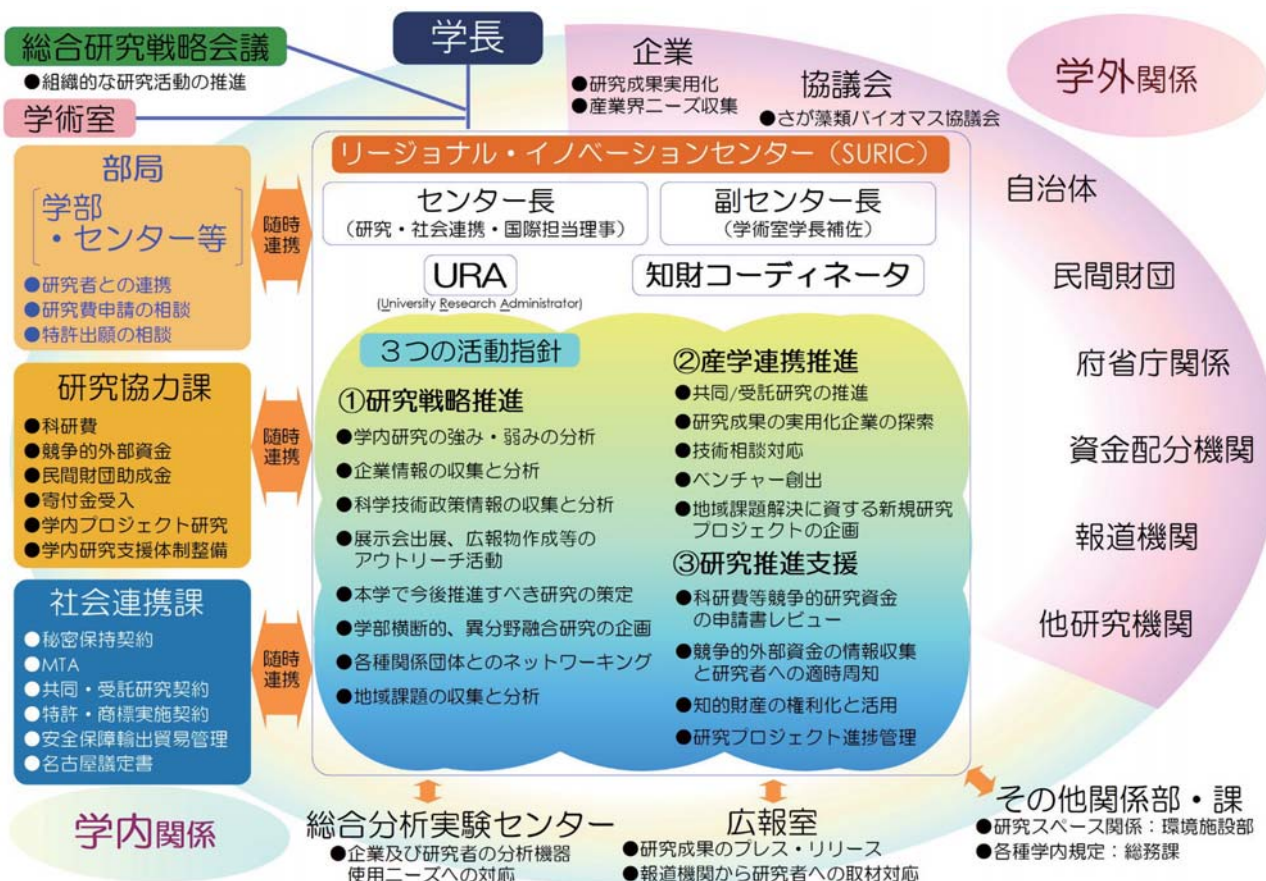 総合研究戦略会議
●組織的な研究活動の推進
学術室
学長
企業
●研究成果実用化
●産業界ニーズ収集
協議会
●さが藻類バイオマス協議会
学外関係
自治体
民間財団
府省庁関係
資金配分機関
報道機関
他研究機関
部局
学部
・センター等
●研究者との連携
●研究費申請の相談
●特許出願の相談
随時
連携
研究協力課
●科研費
●競争的外部資金
●民間財団助成金
●寄付金受入
●学内プロジェクト研究
●学内研究支援体制整備
随時
連携
社会連携課
●秘密保持契約
●MTA
●共同・受託研究契約
●特許・商標実施契約
●安全保障輸出貿易管理
●名古屋議定書
随時
連携
リージョナル・イノベーションセンター（SURIC）
センター長
（研究・社会連携・国際担当理事）
副センター長
（学術室学長補佐）
URA
(University Research Administrator)
知財コーディネータ
３つの活動指針
①研究戦略推進
●学内研究の強み・弱みの分析
●企業情報の収集と分析
●科学技術政策情報の収集と分析
●展示会出展、広報物作成等の
アウトリーチ活動
●本学で今後推進すべき研究の策定
●学部横断的、異分野融合研究の企画
●各種関係団体とのネットワーキング
●地域課題の収集と分析
②産学連携推進
●共同/受託研究の推進
●研究成果の実用化企業の探索
●技術相談対応
●ベンチャー創出
●地域課題解決に資する新規研究
プロジェクトの企画
③研究推進支援
●科研費等競争的研究資金
の申請書レビュー
●競争的外部資金の情報収集
と研究者への適時周知
●知的財産の権利化と活用
●研究プロジェクト進捗管理
学内関係
総合分析実験センター
●企業及び研究者の分析機器
使用ニーズへの対応
広報室
●研究成果のプレス・リリース
●報道機関から研究者への取材対応
その他関係部・課
●研究スペース関係：環境施設部
●各種学内規定：総務課